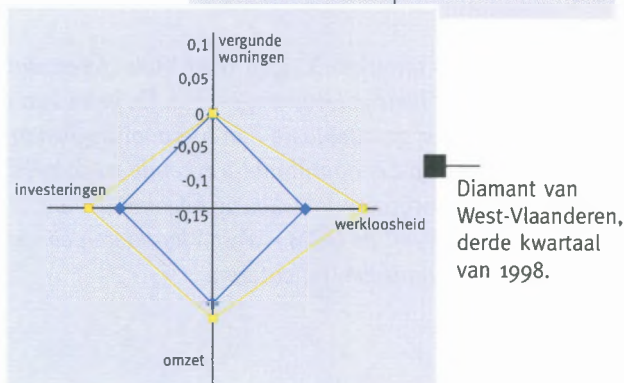 0,1
vergunde
woningen
0,05
0
-0,05
-0,1
-0,15
investeringen
werkloosheid
omzet
Diamant van
West-Vlaanderen,
derde kwartaal
van 1998.